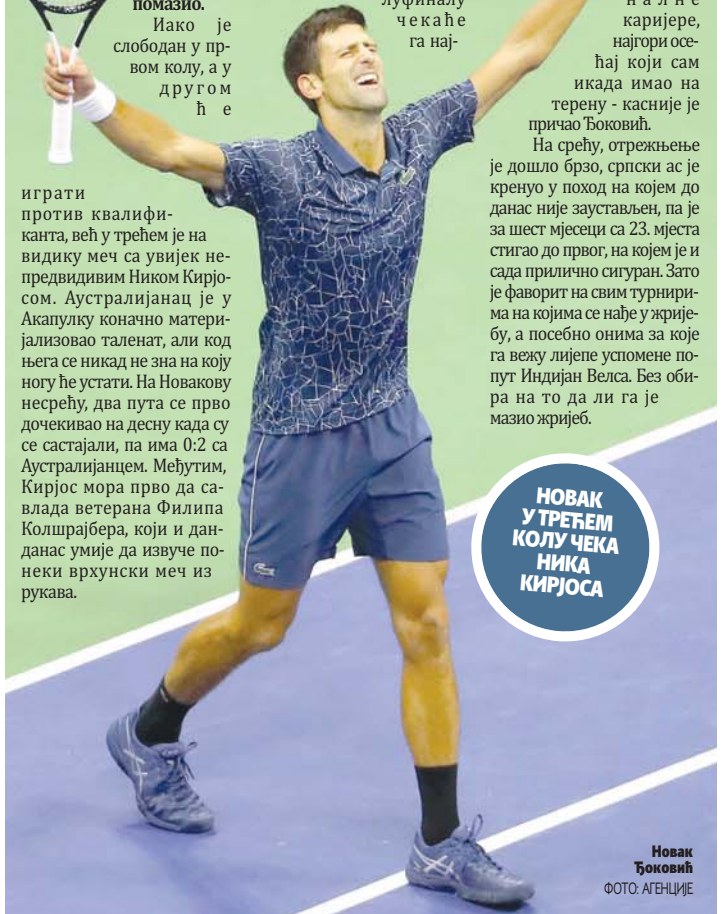 помазио.
Иако је
слободан у пр-
вом колу, а у
другом
ће
играти
против квалифи-
канта, већ у трећем је на
видику меч са увијек не-
предвидивим Ником Кирјо-
сом. Аустралијанац је у
Акапулку коначно матери-
јализовао таленат, али код
њега се никад не зна на коју
ногу ће устати. На Новакову
несрећу, два пута се прво
дочекивао на десну када су
се састајали, па има 0:2 са
Аустралијанцем. Међутим,
Кирјос мора прво да са-
влада ветерана Филипа
Колшрајбера, који и дан-
данас умије да извуче по-
неки врхунски меч из
рукава.
луфиналу
чекаће
га нај-
налне
каријере,
најгори осе-
ћај који сам
икада имао на
терену - касније је
причао Ђоковић.
На срећу, отрежњење
је дошло брзо, српски ас је
кренуо у поход на којем до
данас није заустављен, па је
за шест мјесеци са 23. мјеста
стигао до првог, на којем је и
сада прилично сигуран. Зато
је фаворит на свим турнири-
ма на којима се нађе у жрије-
бу, а посебно онима за које
га вежу лијепе успомене по-
пут Индијан Велса. Без оби-
ра на то да ли га је
мазио жријеб.
НОВАК
У ТРЕЋЕМ
КОЛУ ЧЕКА
НИКА
КИРЈОСА
Новак
Ђоковић
ФОТО: АГЕНЦИЈЕ